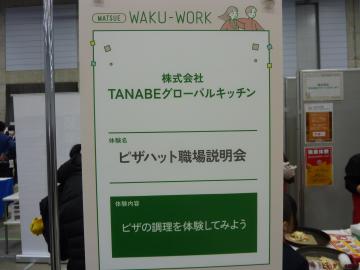 MATSUE WAKU-WORK
株式会社
TANABEグローバルキッチン
体験名
ピザハット職場説明会
体験内容
ピザの調理を体験してみよう